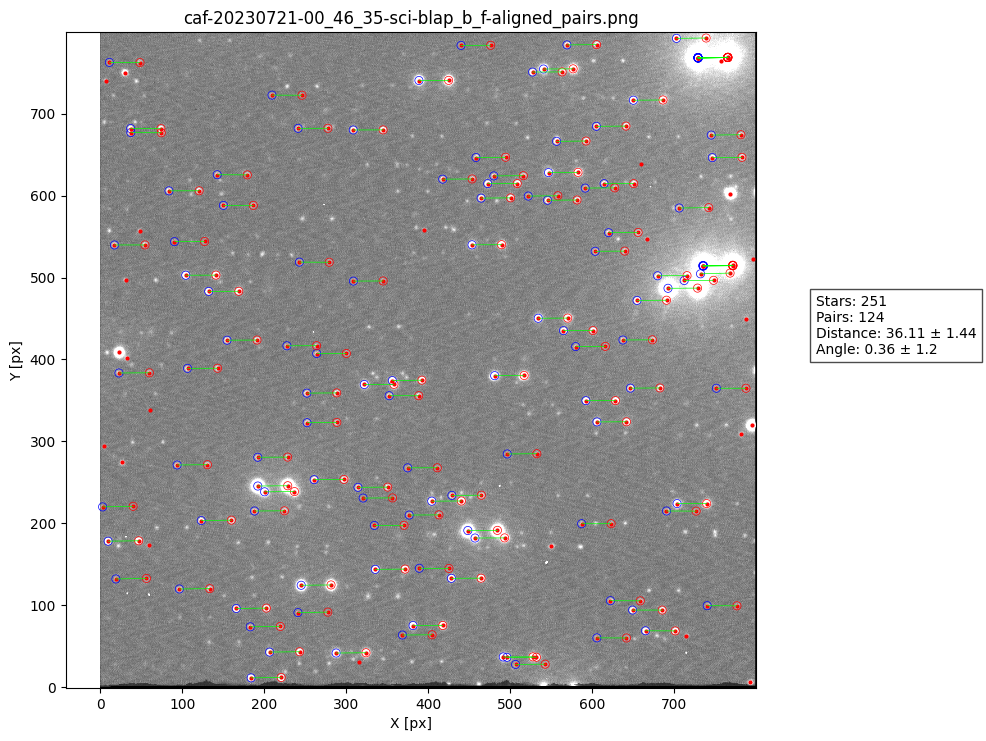 caf-20230721-00_46_35-sci-blap_b_f-aligned_pairs.png
Y [px]
700
600
500
400
300
200
100
0
Stars: 251
Pairs: 124
Distance: 36.11 ± 1.44
Angle: 0.36 ± 1.2
0 100 200 300 400 500 600 700
X [px]